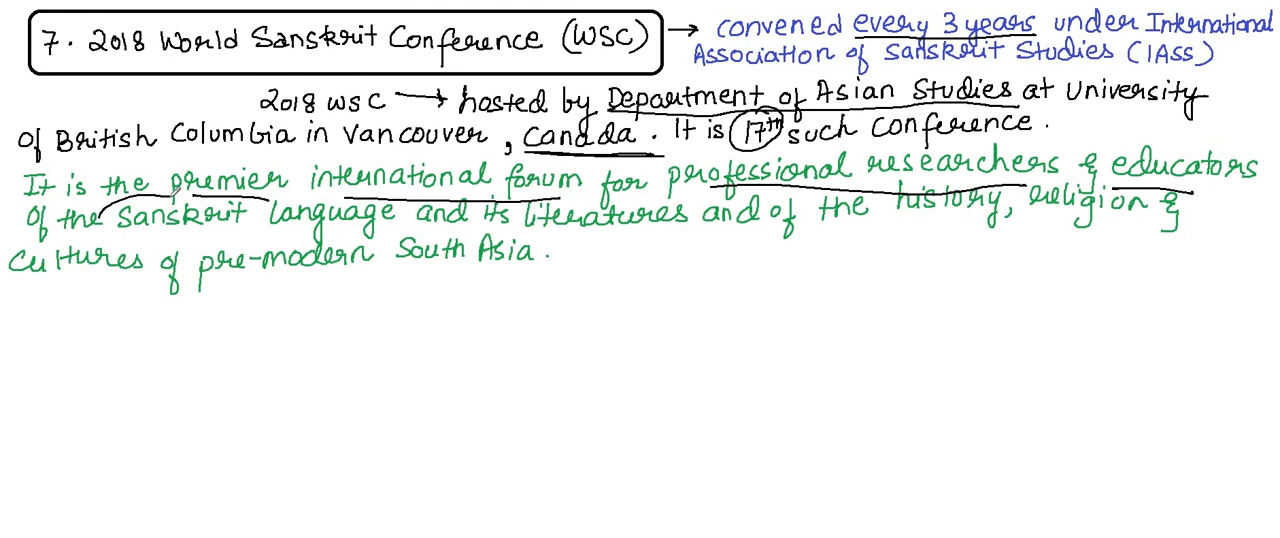 7. 2018 World Sanskrit Conference (WSC) → convened every 3 years under International
Association of Sanskrit Studies (IASS)
2018 WSC → hosted by Department of Asian Studies at University
of British Columbia in Vancouver, Canada. It is 17th such conference.
It is the premier international forum for professional researchers & educators
of the Sanskrit language and its literatures and of the history, religion &
cultures of pre-modern South Asia.